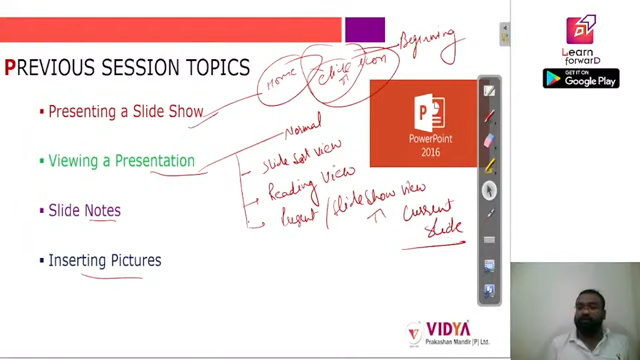 PREVIOUS SESSION TOPICS
Home
Slide Show
Beginning
Learn
forwarD
GET IT ON
Google Play
• Presenting a Slide Show
Normal
• Viewing a Presentation
Slide Sort view
Reading view
/ Slide Show view
Current
Slide
• Slide Notes
• Inserting Pictures
P
PowerPoint
2016
VIDYA
Prakashan Mandir [P] Ltd.